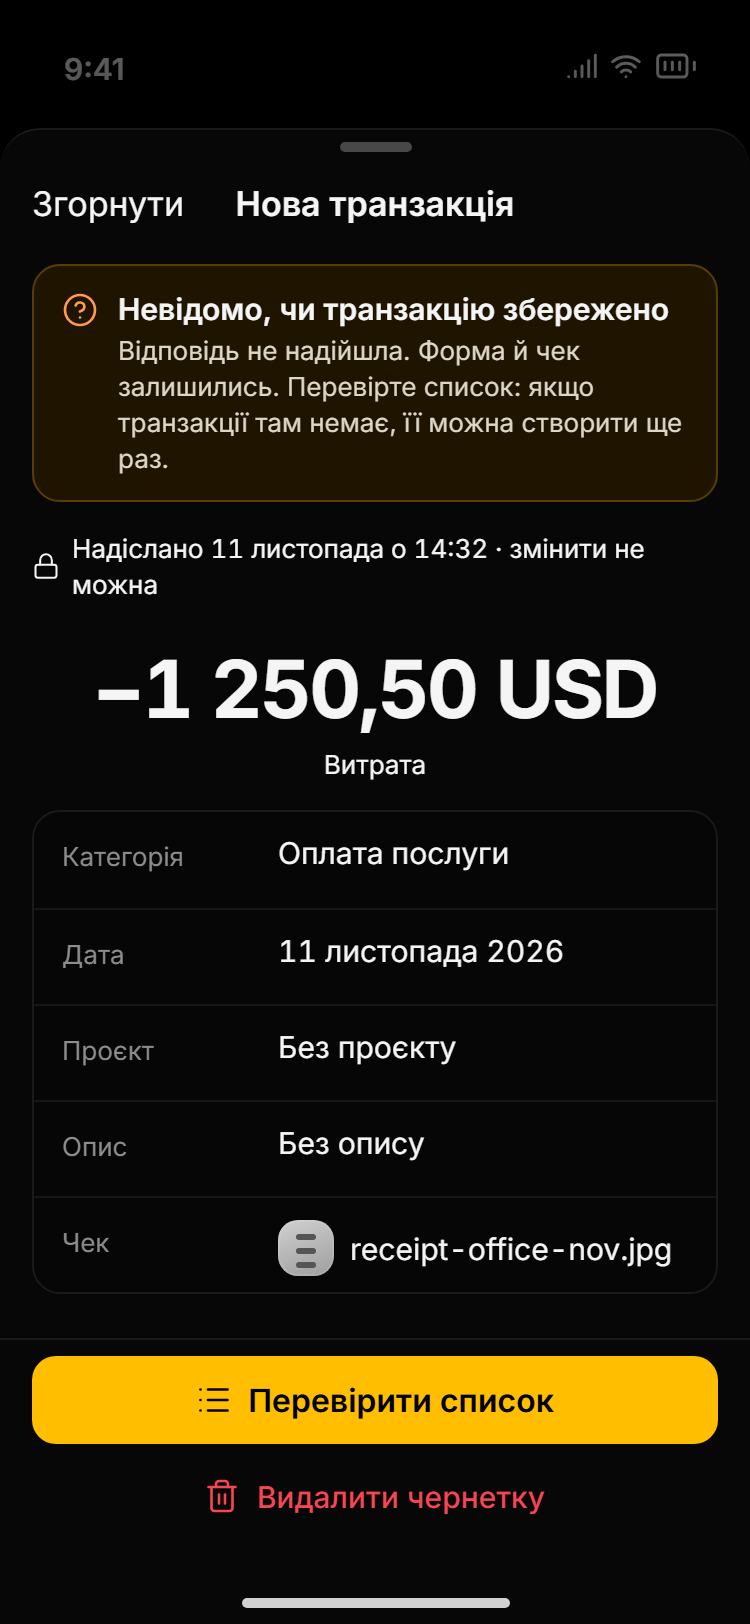 9:41
Згорнути
Нова транзакція
Невідомо, чи транзакцію збережено
Відповідь не надійшла. Форма й чек
залишились. Перевірте список: якщо
транзакції там немає, її можна створити ще
раз.
Надіслано 11 листопада о 14:32 · змінити не
можна
−1 250,50 USD
Витрата
Категорія
Оплата послуги
Дата
11 листопада 2026
Проєкт
Без проєкту
Опис
Без опису
Чек
receipt-office-nov.jpg
Перевірити список
Видалити чернетку